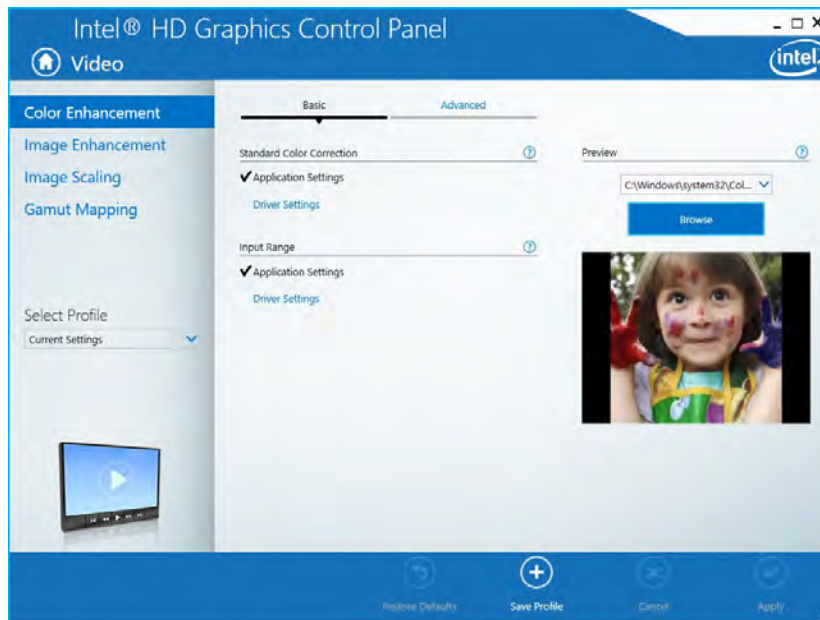 Intel® HD Graphics Control Panel
Video
intel
Color Enhancement
Image Enhancement
Image Scaling
Gamut Mapping
Select Profile
Current Settings
Basic
Advanced
Standard Color Correction
Application Settings
Driver Settings
Input Range
Application Settings
Driver Settings
Preview
C:\Windows\system32\Col...
Browse
Restore Defaults
Save Profile
Cancel
Apply